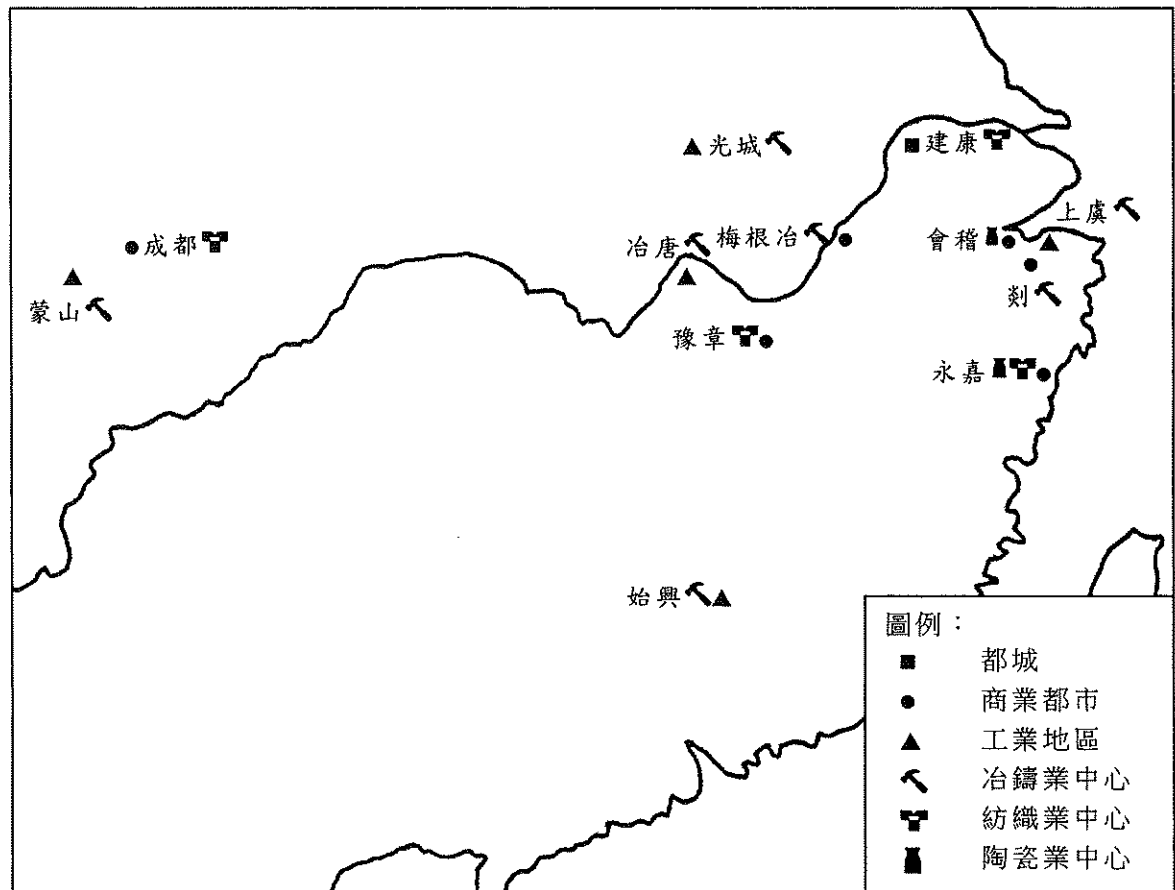 光城
建康
上虞
成都
冶唐
梅根冶
會稽
蒙山
剡
豫章
永嘉
始興
圖例：
都城
商業都市
工業地區
冶鑄業中心
紡織業中心
陶瓷業中心